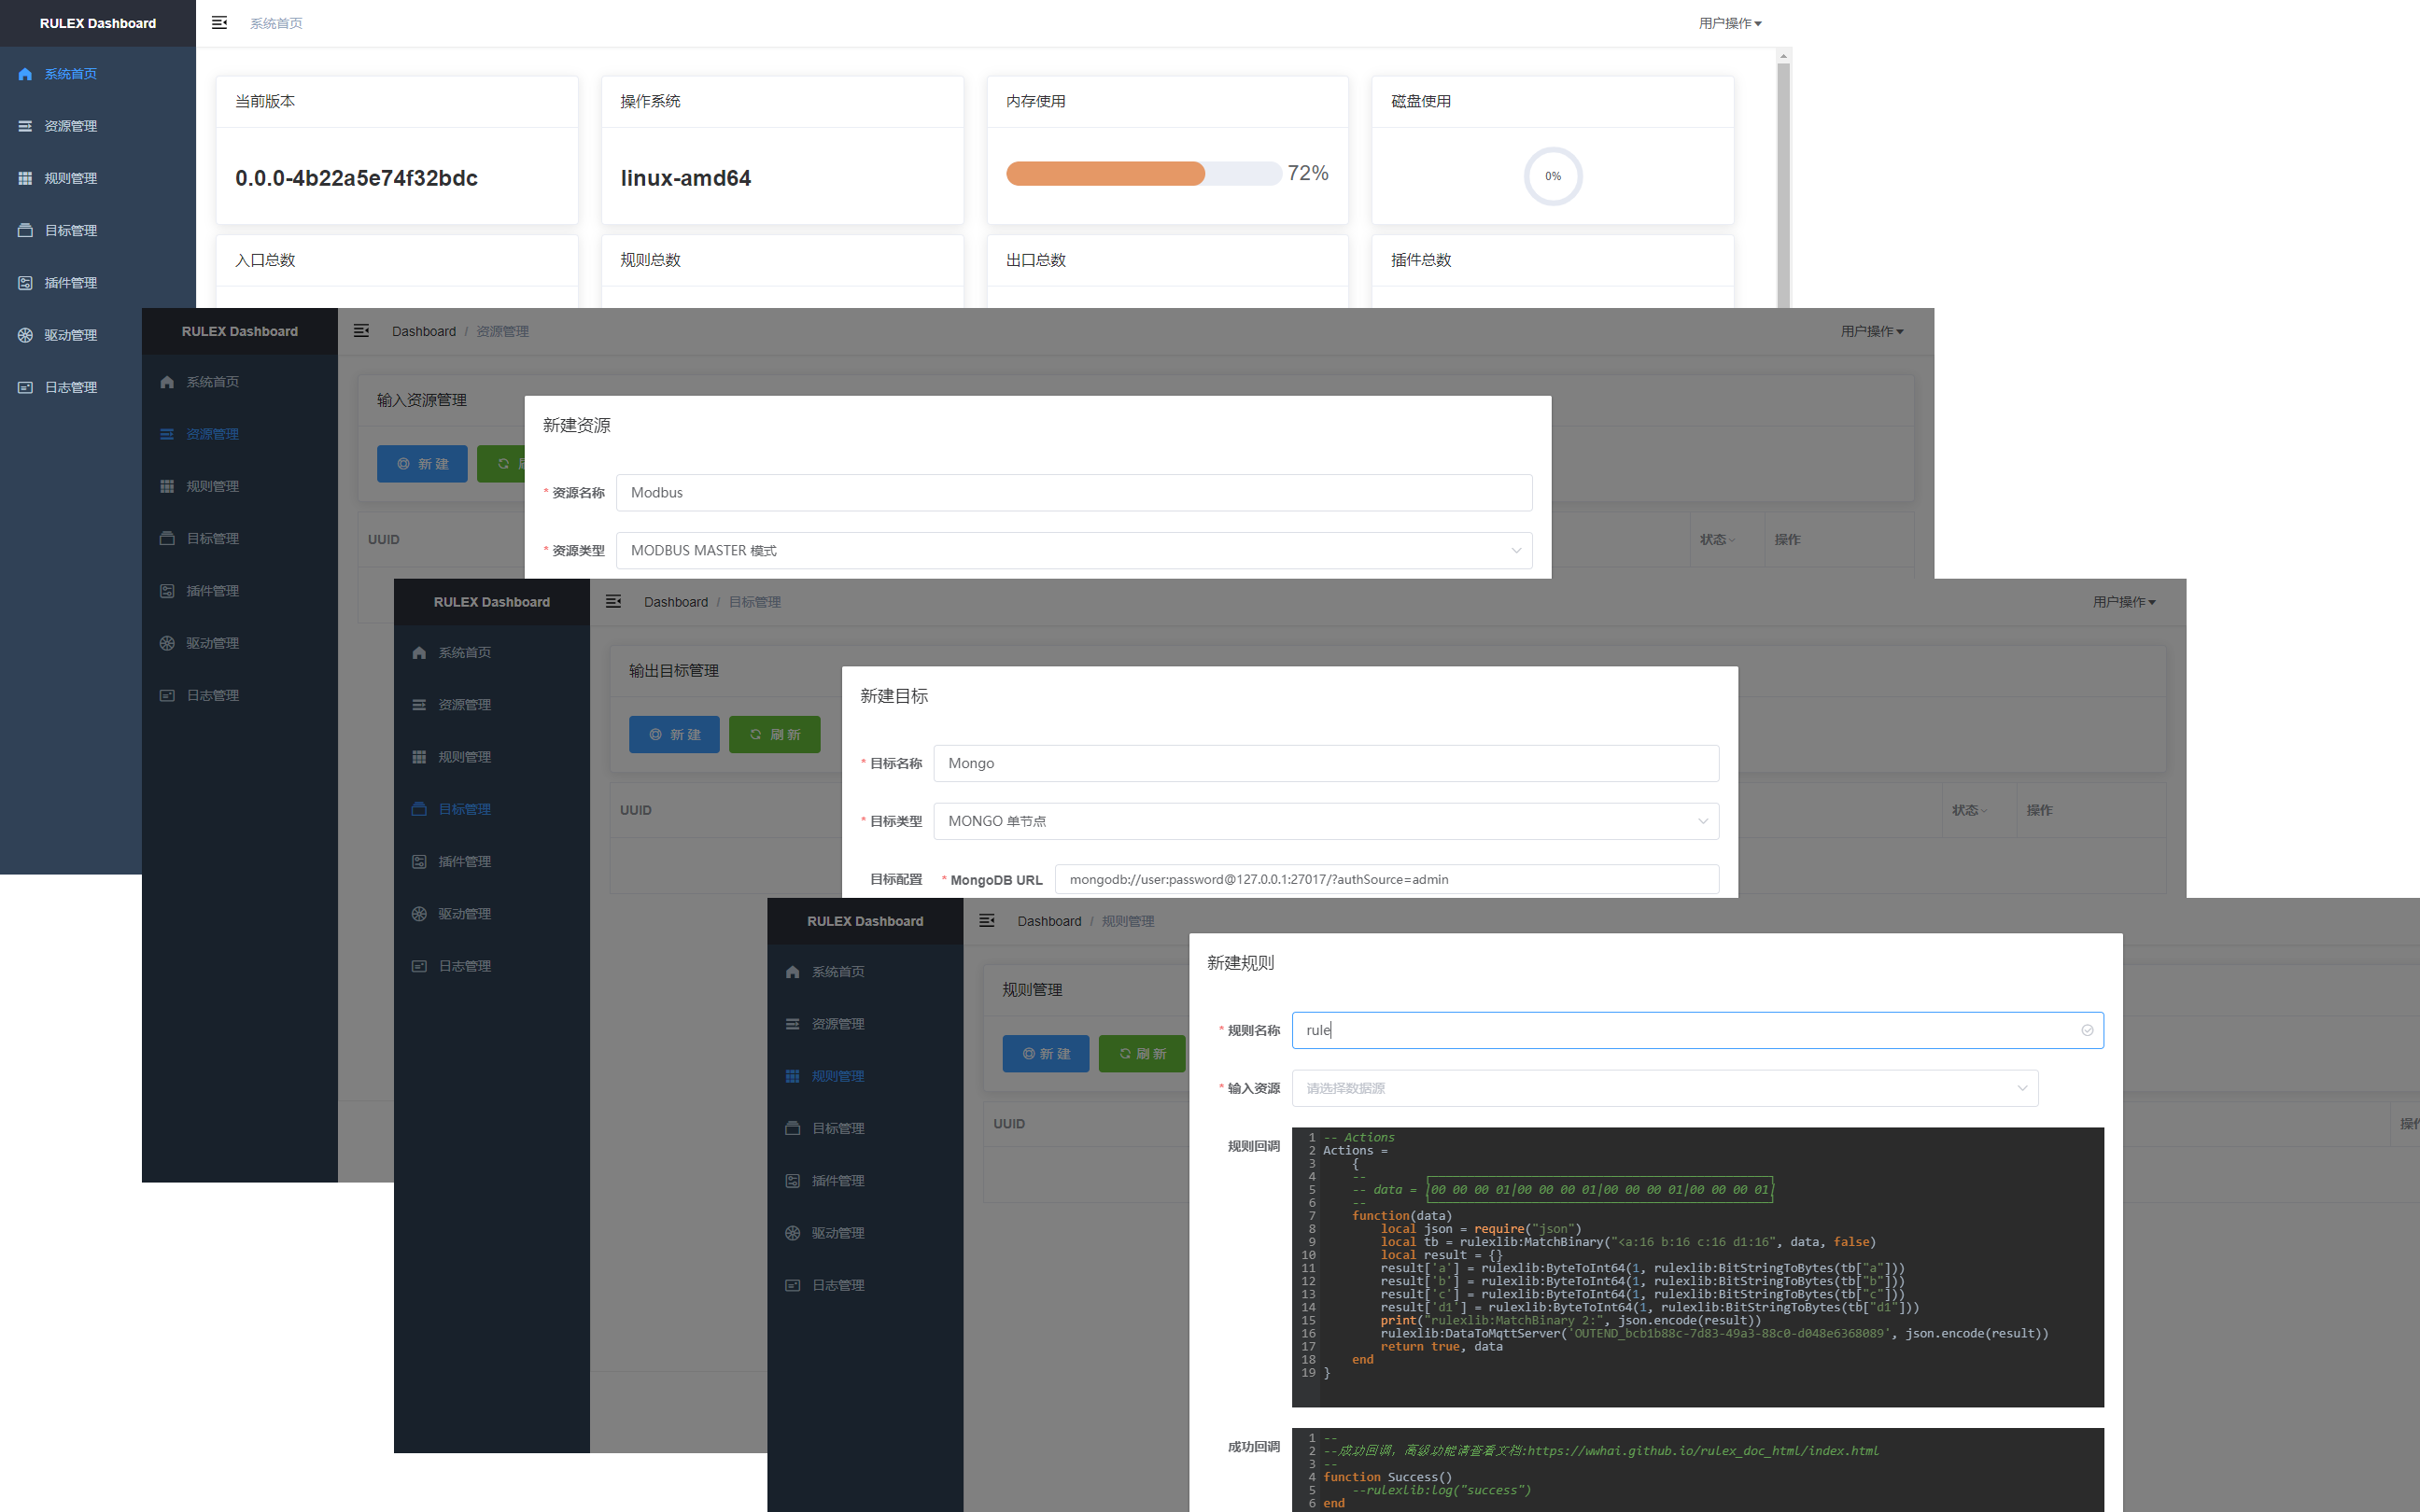 RULEX Dashboard
系统首页
用户操作
系统首页
资源管理
规则管理
目标管理
插件管理
驱动管理
日志管理
当前版本
0.0.0-4b22a5e74f32bdc
操作系统
linux-amd64
内存使用
72%
磁盘使用
0%
入口总数
规则总数
出口总数
插件总数
RULEX Dashboard
Dashboard / 资源管理
用户操作
系统首页
资源管理
规则管理
目标管理
插件管理
驱动管理
日志管理
输入资源管理
新 建
UUID
状态
操作
新建资源
* 资源名称
Modbus
* 资源类型
MODBUS MASTER 模式
RULEX Dashboard
Dashboard / 目标管理
用户操作
系统首页
资源管理
规则管理
目标管理
插件管理
驱动管理
日志管理
输出目标管理
新 建
刷 新
UUID
状态
操作
新建目标
* 目标名称
Mongo
* 目标类型
MONGO 单节点
目标配置
* MongoDB URL
mongodb://user:password@127.0.0.1:27017/?authSource=admin
RULEX Dashboard
Dashboard / 规则管理
系统首页
资源管理
规则管理
目标管理
插件管理
驱动管理
日志管理
规则管理
新 建
刷 新
UUID
新建规则
* 规则名称
rule
* 输入资源
请选择数据源
规则回调
1 -- Actions
2 Actions =
3 {
4 --
5 -- data = |00 00 00 01|00 00 00 01|00 00 00 01|00 00 00 01|
6 --
7 function(data)
8 local json = require("json")
9 local tb = rulexlib:MatchBinary("<a:16 b:16 c:16 d1:16", data, false)
10 local result = {}
11 result['a'] = rulexlib:ByteToInt64(1, rulexlib:BitStringToBytes(tb["a"]))
12 result['b'] = rulexlib:ByteToInt64(1, rulexlib:BitStringToBytes(tb["b"]))
13 result['c'] = rulexlib:ByteToInt64(1, rulexlib:BitStringToBytes(tb["c"]))
14 result['d1'] = rulexlib:ByteToInt64(1, rulexlib:BitStringToBytes(tb["d1"]))
15 print("rulexlib:MatchBinary 2:", json.encode(result))
16 rulexlib:DataToMqttServer('OUTEND_bcb1b88c-7d83-49a3-88c0-d048e6368089', json.encode(result))
17 return true, data
18 end
19 }
成功回调
1 --
2 --成功回调，高级功能请查看文档:https://wwhai.github.io/rulex_doc_html/index.html
3 --
4 function Success()
5 --rulexlib:log("success")
6 end